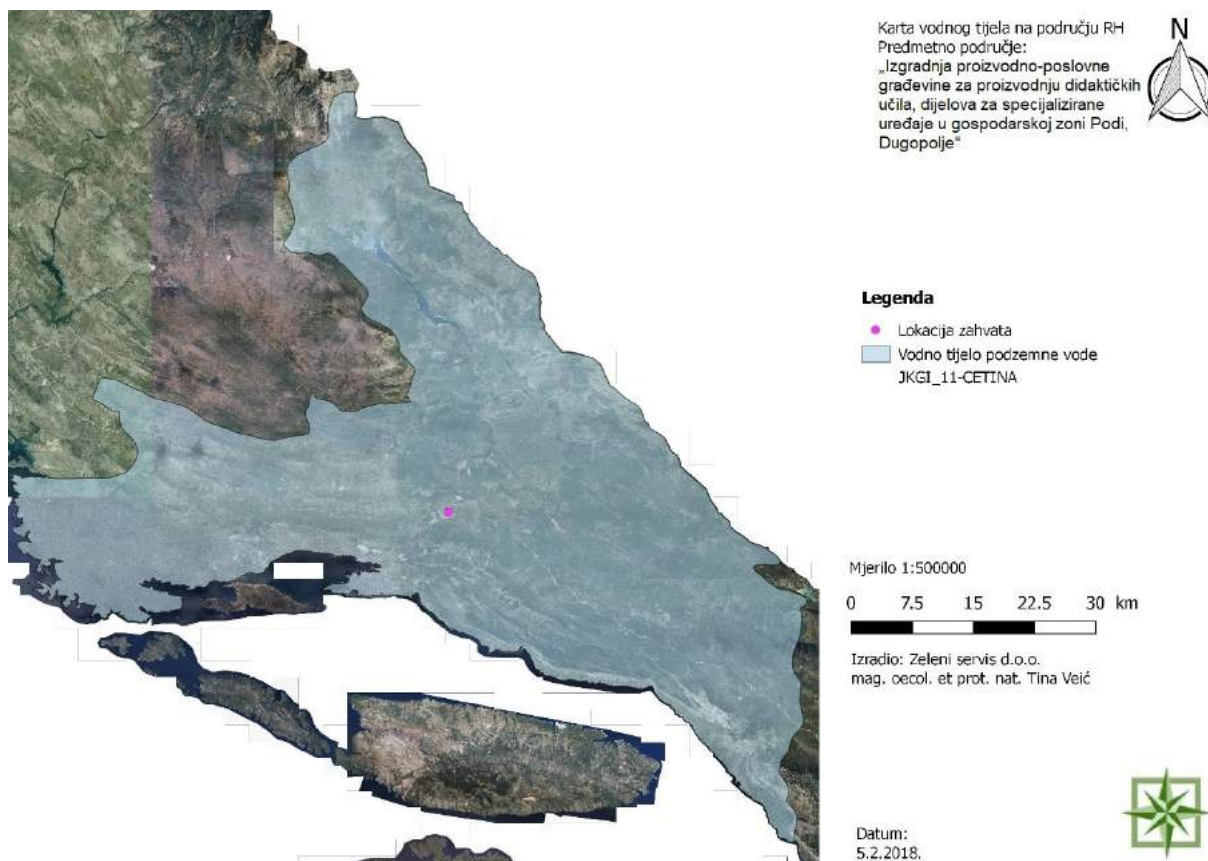 Karta vodnog tijela na području RH
Predmetno područje:
„Izgradnja proizvodno-poslovne
građevine za proizvodnju didaktičkih
učila, dijelova za specijalizirane
uređaje u gospodarskoj zoni Podi,
Dugopolje“
N
Legenda
Lokacija zahvata
Vodno tijelo podzemne vode
JKGI_11-CETINA
Mjerilo 1:500000
0 7.5 15 22.5 30 km
Izradio: Zeleni servis d.o.o.
mag. oecol. et prot. nat. Tina Veić
Datum:
5.2.2018.